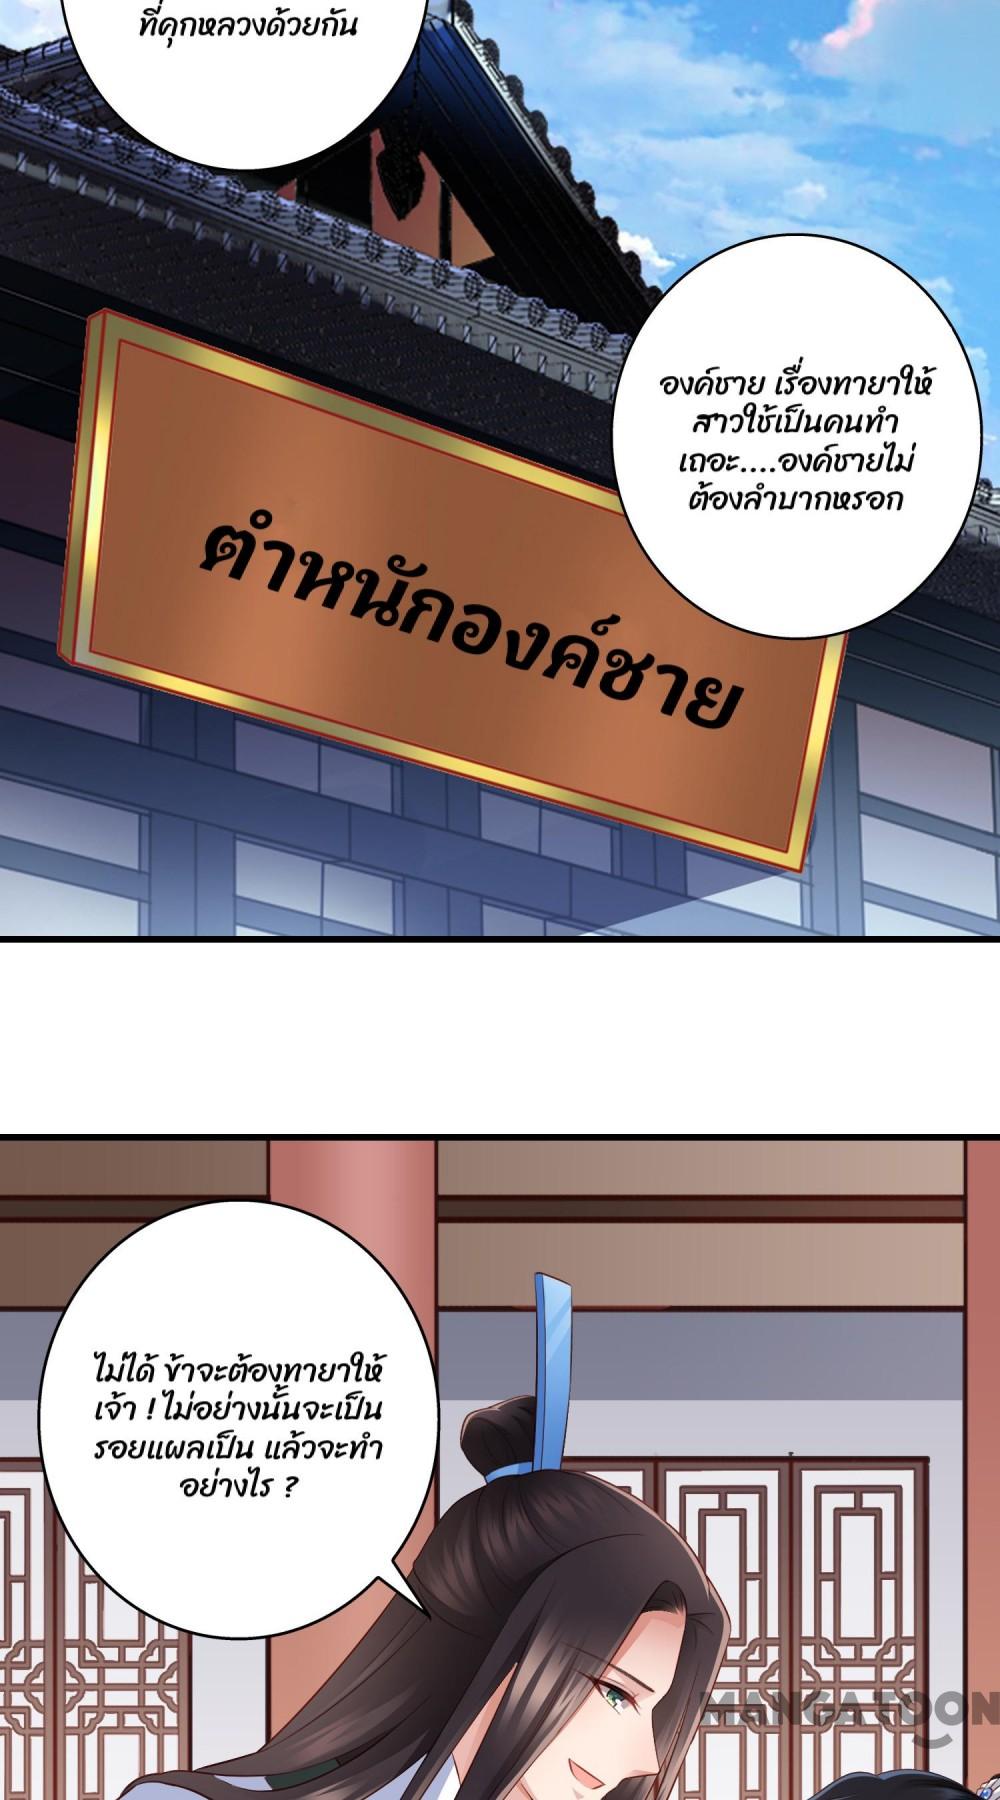 ที่คุกหลวงด้วยกัน
องค์ชาย เรื่องทายาให้
สาวใช้เป็นคนทำ
เถอะ....องค์ชายไม่
ต้องลำบากหรอก
ตำหนักองค์ชาย
ไม่ได้ ข้าจะต้องทายาให้
เจ้า ! ไม่อย่างนั้นจะเป็น
รอยแผลเป็น แล้วจะทำ
อย่างไร ?
MANGATOON